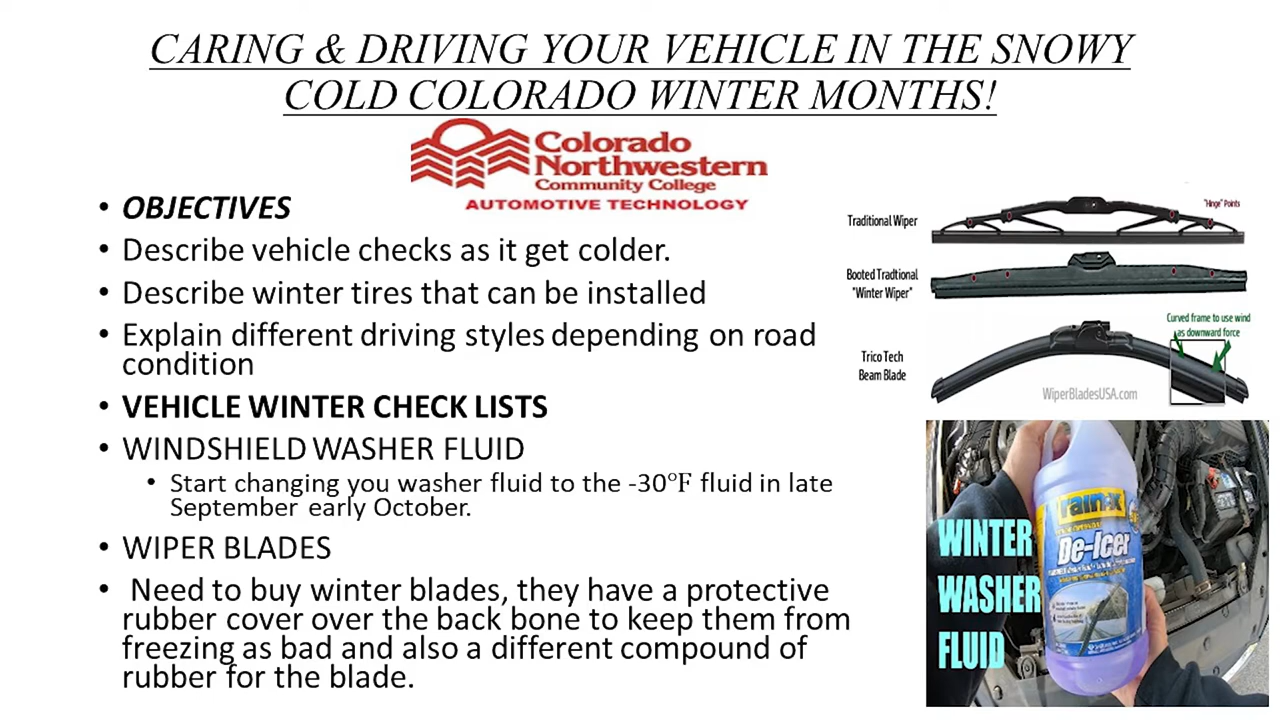 CARING & DRIVING YOUR VEHICLE IN THE SNOWY
COLD COLORADO WINTER MONTHS!
Colorado
Northwestern
Community College
AUTOMOTIVE TECHNOLOGY
• OBJECTIVES
• Describe vehicle checks as it get colder.
• Describe winter tires that can be installed
• Explain different driving styles depending on road
condition
• VEHICLE WINTER CHECK LISTS
• WINDSHIELD WASHER FLUID
• Start changing you washer fluid to the -30°F fluid in late
September early October.
• WIPER BLADES
• Need to buy winter blades, they have a protective
rubber cover over the back bone to keep them from
freezing as bad and also a different compound of
rubber for the blade.
Traditional Wiper
"Hinge" Points
Booted Tradtional
"Winter Wiper"
Curved frame to use wind
as downward force
Trico Tech
Beam Blade
WiperBladesUSA.com
WINTER
WASHER
FLUID
rain-x
De-Icer